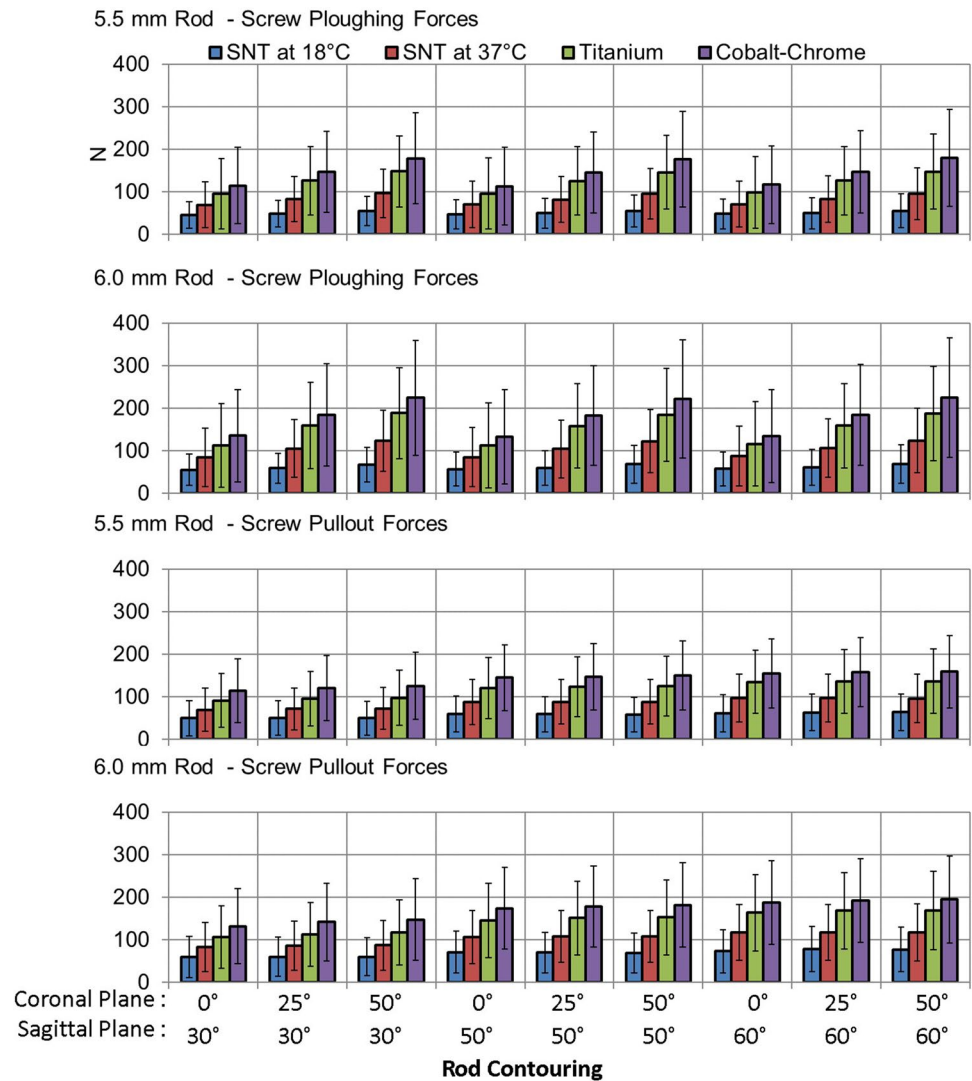 5.5 mm Rod - Screw Ploughing Forces
SNT at 18°C SNT at 37°C Titanium Cobalt-Chrome
400
300
200
100
0
N
6.0 mm Rod - Screw Ploughing Forces
400
300
200
100
0
5.5 mm Rod - Screw Pullout Forces
400
300
200
100
0
6.0 mm Rod - Screw Pullout Forces
400
300
200
100
0
Coronal Plane : 0° 25° 50° 0° 25° 50° 0° 25° 50°
Sagittal Plane : 30° 30° 30° 50° 50° 50° 60° 60° 60°
Rod Contouring